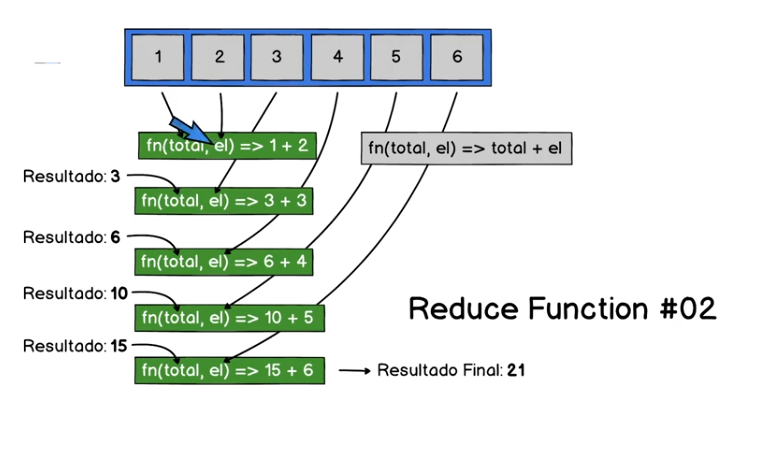 1 2 3 4 5 6
fn(total, el) => 1 + 2
fn(total, el) => total + el
Resultado: 3
fn(total, el) => 3 + 3
Resultado: 6
fn(total, el) => 6 + 4
Resultado: 10
fn(total, el) => 10 + 5
Reduce Function #02
Resultado: 15
fn(total, el) => 15 + 6
Resultado Final: 21